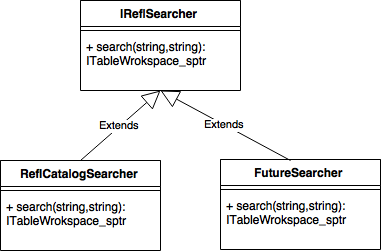 IReflSearcher
+ search(string,string):
ITableWrokspace_sptr
Extends
Extends
ReflCatalogSearcher
+ search(string,string):
ITableWrokspace_sptr
FutureSearcher
+ search(string,string):
ITableWrokspace_sptr